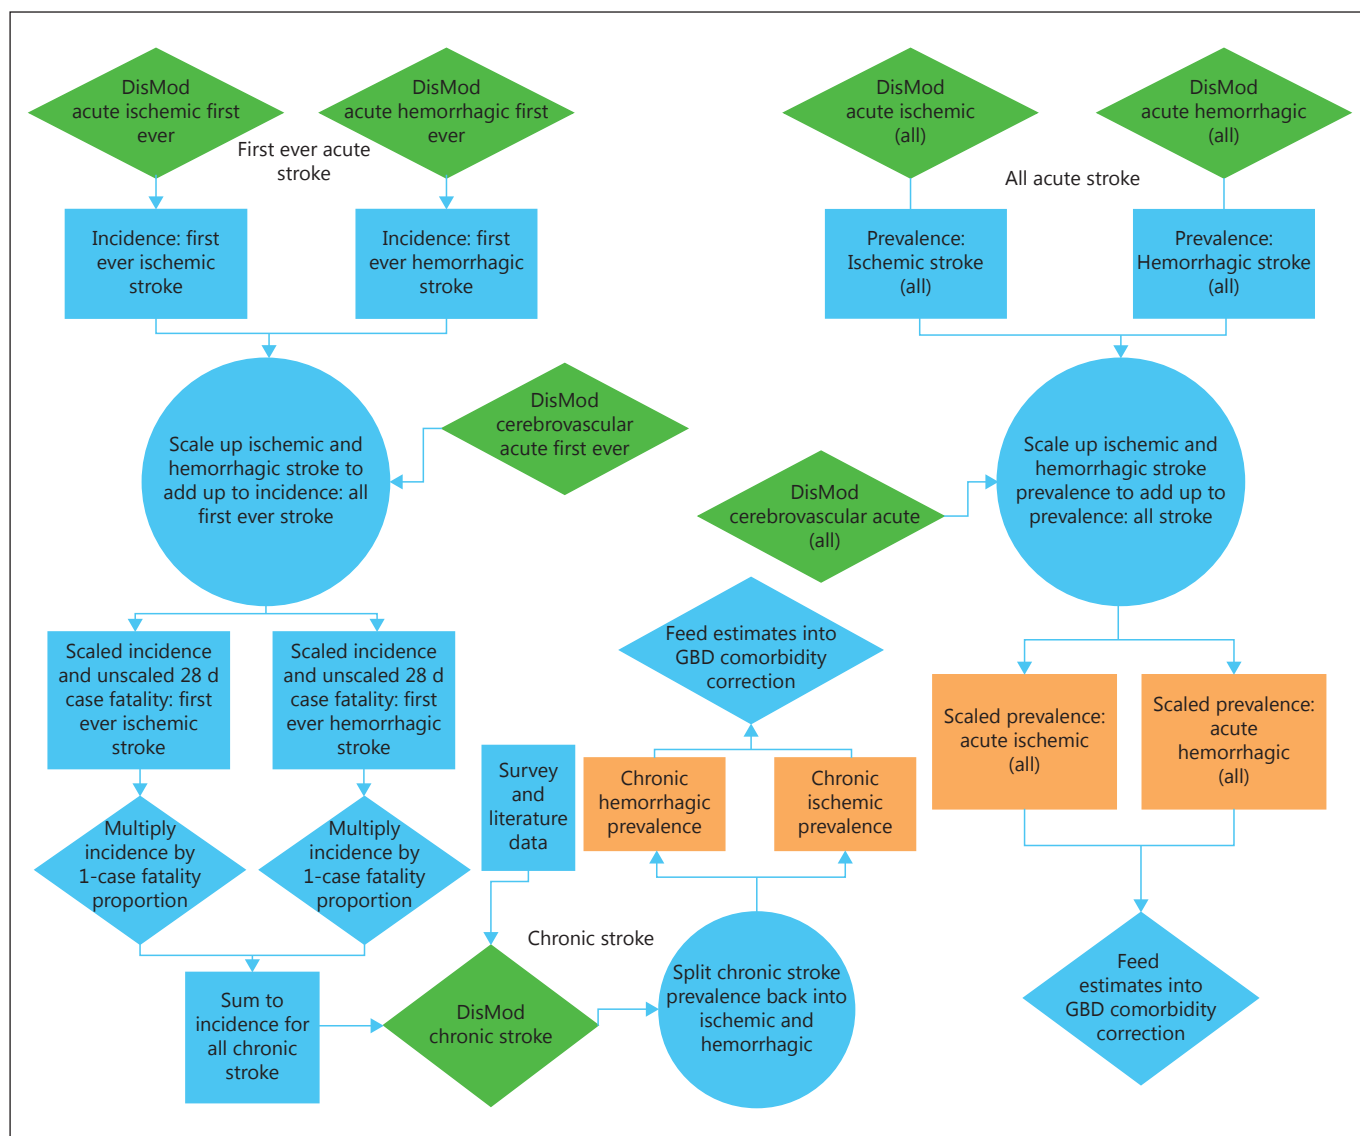 DisMod
acute ischemic first
ever
DisMod
acute hemorrhagic first
ever
First ever acute
stroke
Incidence: first
ever ischemic
stroke
Incidence: first
ever hemorrhagic
stroke
Scale up ischemic and
hemorrhagic stroke to
add up to incidence: all
first ever stroke
DisMod
cerebrovascular
acute first ever
Scaled incidence
and unscaled 28 d
case fatality: first
ever ischemic
stroke
Scaled incidence
and unscaled 28 d
case fatality: first
ever hemorrhagic
stroke
Multiply
incidence by
1-case fatality
proportion
Multiply
incidence by
1-case fatality
proportion
Sum to
incidence for
all chronic
stroke
Survey
and
literature
data
Chronic stroke
DisMod
chronic stroke
Split chronic stroke
prevalence back into
ischemic and
hemorrhagic
Chronic
hemorrhagic
prevalence
Chronic
ischemic
prevalence
Feed estimates into
GBD comorbidity
correction
DisMod
acute ischemic
(all)
DisMod
acute hemorrhagic
(all)
All acute stroke
Prevalence:
Ischemic stroke
(all)
Prevalence:
Hemorrhagic stroke
(all)
DisMod
cerebrovascular acute
(all)
Scale up ischemic and
hemorrhagic stroke
prevalence to add up to
prevalence: all stroke
Scaled prevalence:
acute ischemic
(all)
Scaled prevalence:
acute
hemorrhagic
(all)
Feed
estimates into
GBD comorbidity
correction